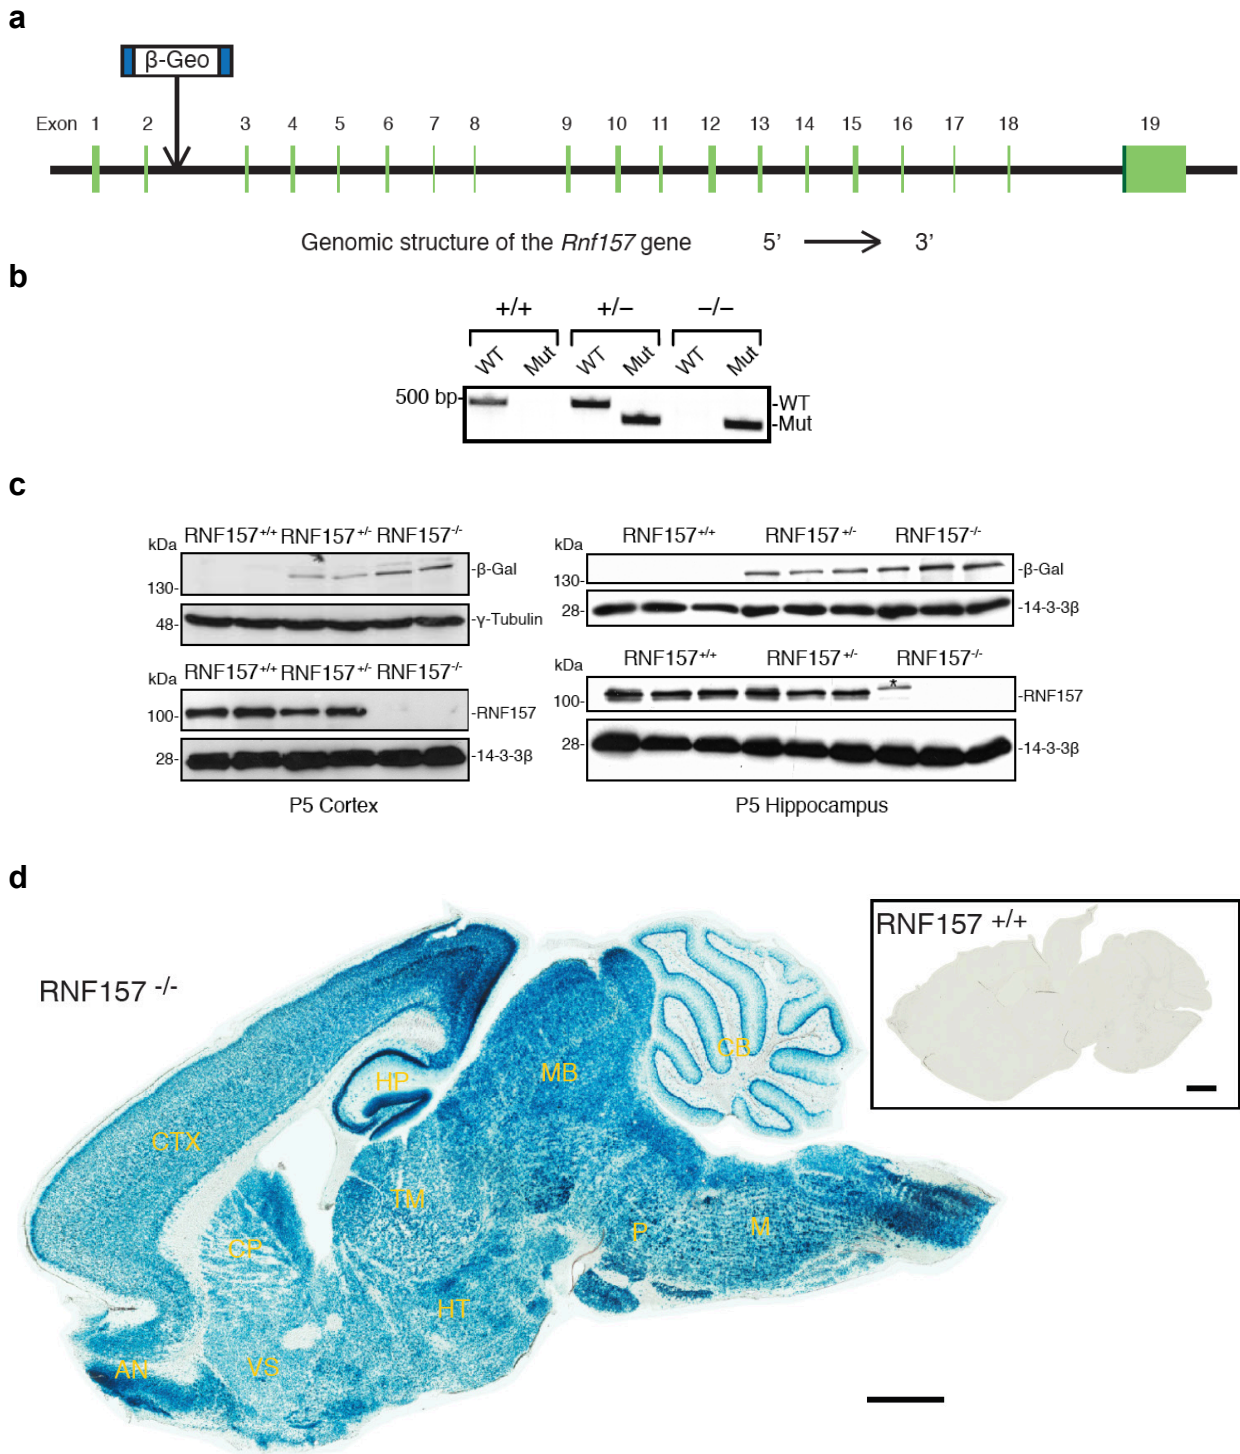 a
β-Geo
Exon 1 2 3 4 5 6 7 8 9 10 11 12 13 14 15 16 17 18 19
Genomic structure of the Rnf157 gene 5’ 3’
b
+/+ +/– –/–
WT Mut WT Mut WT Mut
500 bp- -WT
-Mut
c
RNF157+/+ RNF157+/- RNF157-/-
kDa
130- -β-Gal
48- -γ-Tubulin
RNF157+/+ RNF157+/- RNF157-/-
kDa
100- -RNF157
28- -14-3-3β
P5 Cortex
RNF157+/+ RNF157+/- RNF157-/-
kDa
130- -β-Gal
28- -14-3-3β
RNF157+/+ RNF157+/- RNF157-/-
kDa
*
100- -RNF157
28- -14-3-3β
P5 Hippocampus
d
RNF157 -/-
RNF157 +/+
CB
MB
HP
CTX
TM
P
M
CP
HT
AN
VS